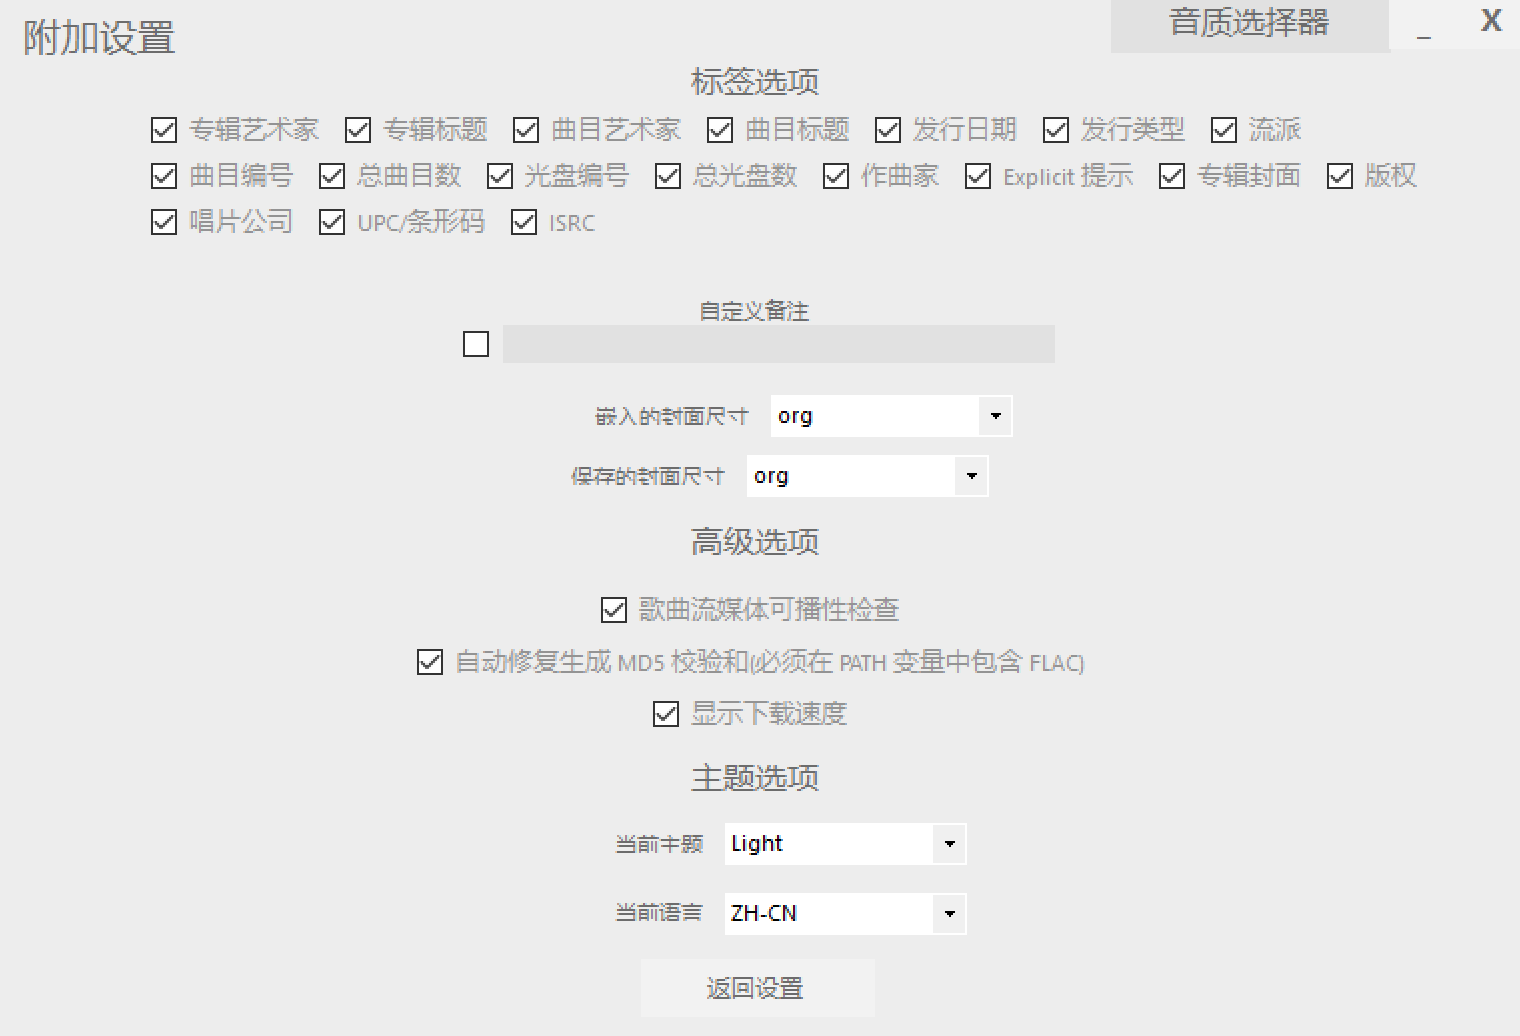 附加设置
音质选择器
_
X
标签选项
专辑艺术家 专辑标题 曲目艺术家 曲目标题 发行日期 发行类型 流派
曲目编号 总曲目数 光盘编号 总光盘数 作曲家 Explicit 提示 专辑封面 版权
唱片公司 UPC/条形码 ISRC
自定义备注
嵌入的封面尺寸 org
保存的封面尺寸 org
高级选项
歌曲流媒体可播性检查
自动修复生成 MD5 校验和(必须在 PATH 变量中包含 FLAC)
显示下载速度
主题选项
当前主题 Light
当前语言 ZH-CN
返回设置